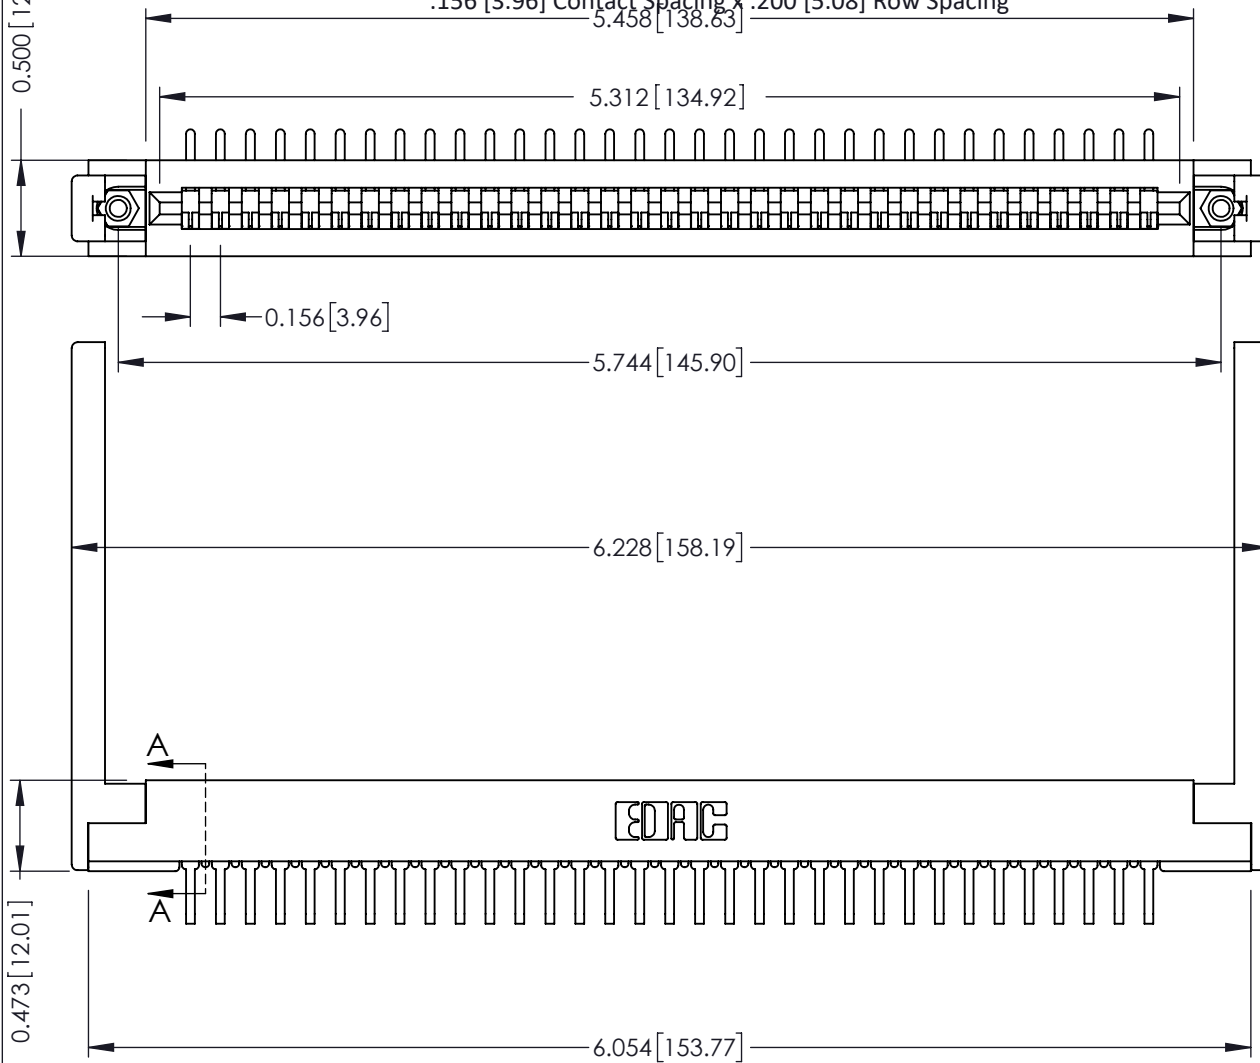 .156 [3.96] Contact Spacing x .200 [5.08] Row Spacing
5.458 [138.63]
0.500
5.312 [134.92]
0.156 [3.96]
5.744 [145.90]
6.228 [158.19]
A
EDAC
A
0.473 [12.01]
6.054 [153.77]